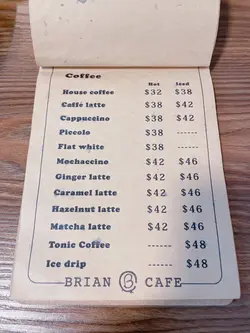 Coffee
Hot Iced
House coffee $32 $38
Caffè latte $38 $42
Cappuccino $38 $42
Piccolo $38 ------
Flat white $38 ------
Mochaccino $42 $46
Ginger latte $42 $46
Caramel latte $42 $46
Hazelnut latte $42 $46
Matcha latte $42 $46
Tonic Coffee ------ $48
Ice drip ------ $48
BRIAN B CAFE